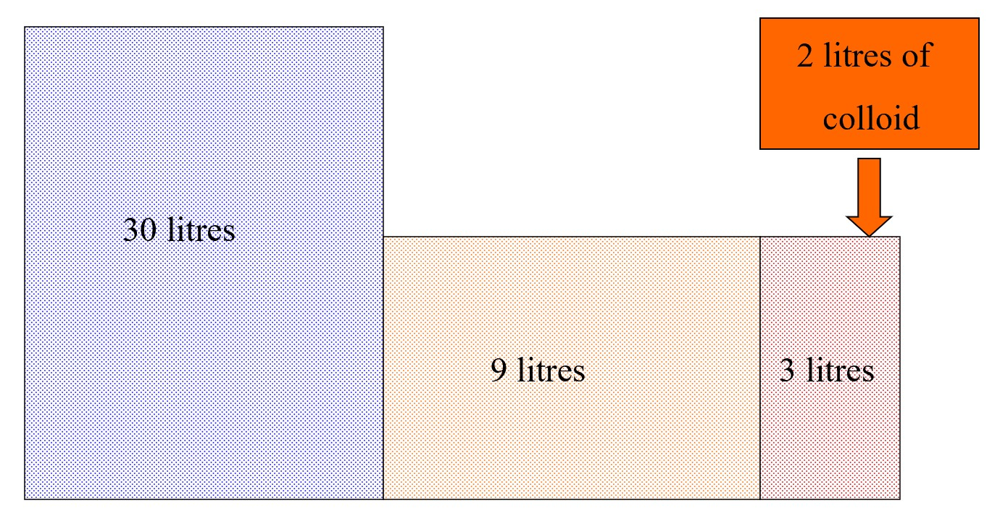 2 litres of
colloid
30 litres
9 litres
3 litres